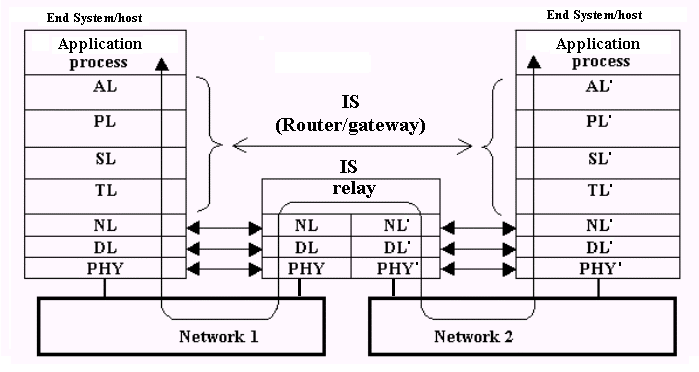 End System/host
End System/host
Application
process
Application
process
AL
AL'
PL
IS
(Router/gateway)
PL'
SL
IS
relay
SL'
TL
TL'
NL
NL
NL'
NL'
DL
DL
DL'
DL'
PHY
PHY
PHY'
PHY'
Network 1
Network 2